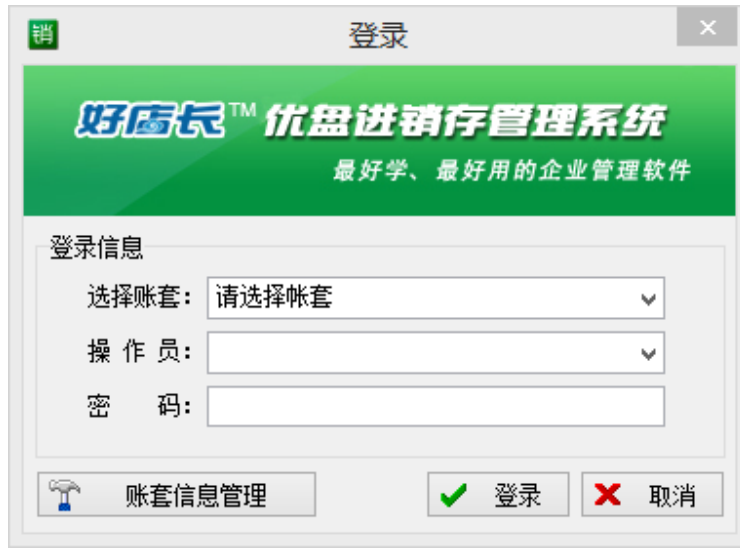 销
登录
好店长™优盘进销存管理系统
最好学、最好用的企业管理软件
登录信息
选择账套： 请选择帐套
操 作 员：
密 码：
账套信息管理 登录 取消